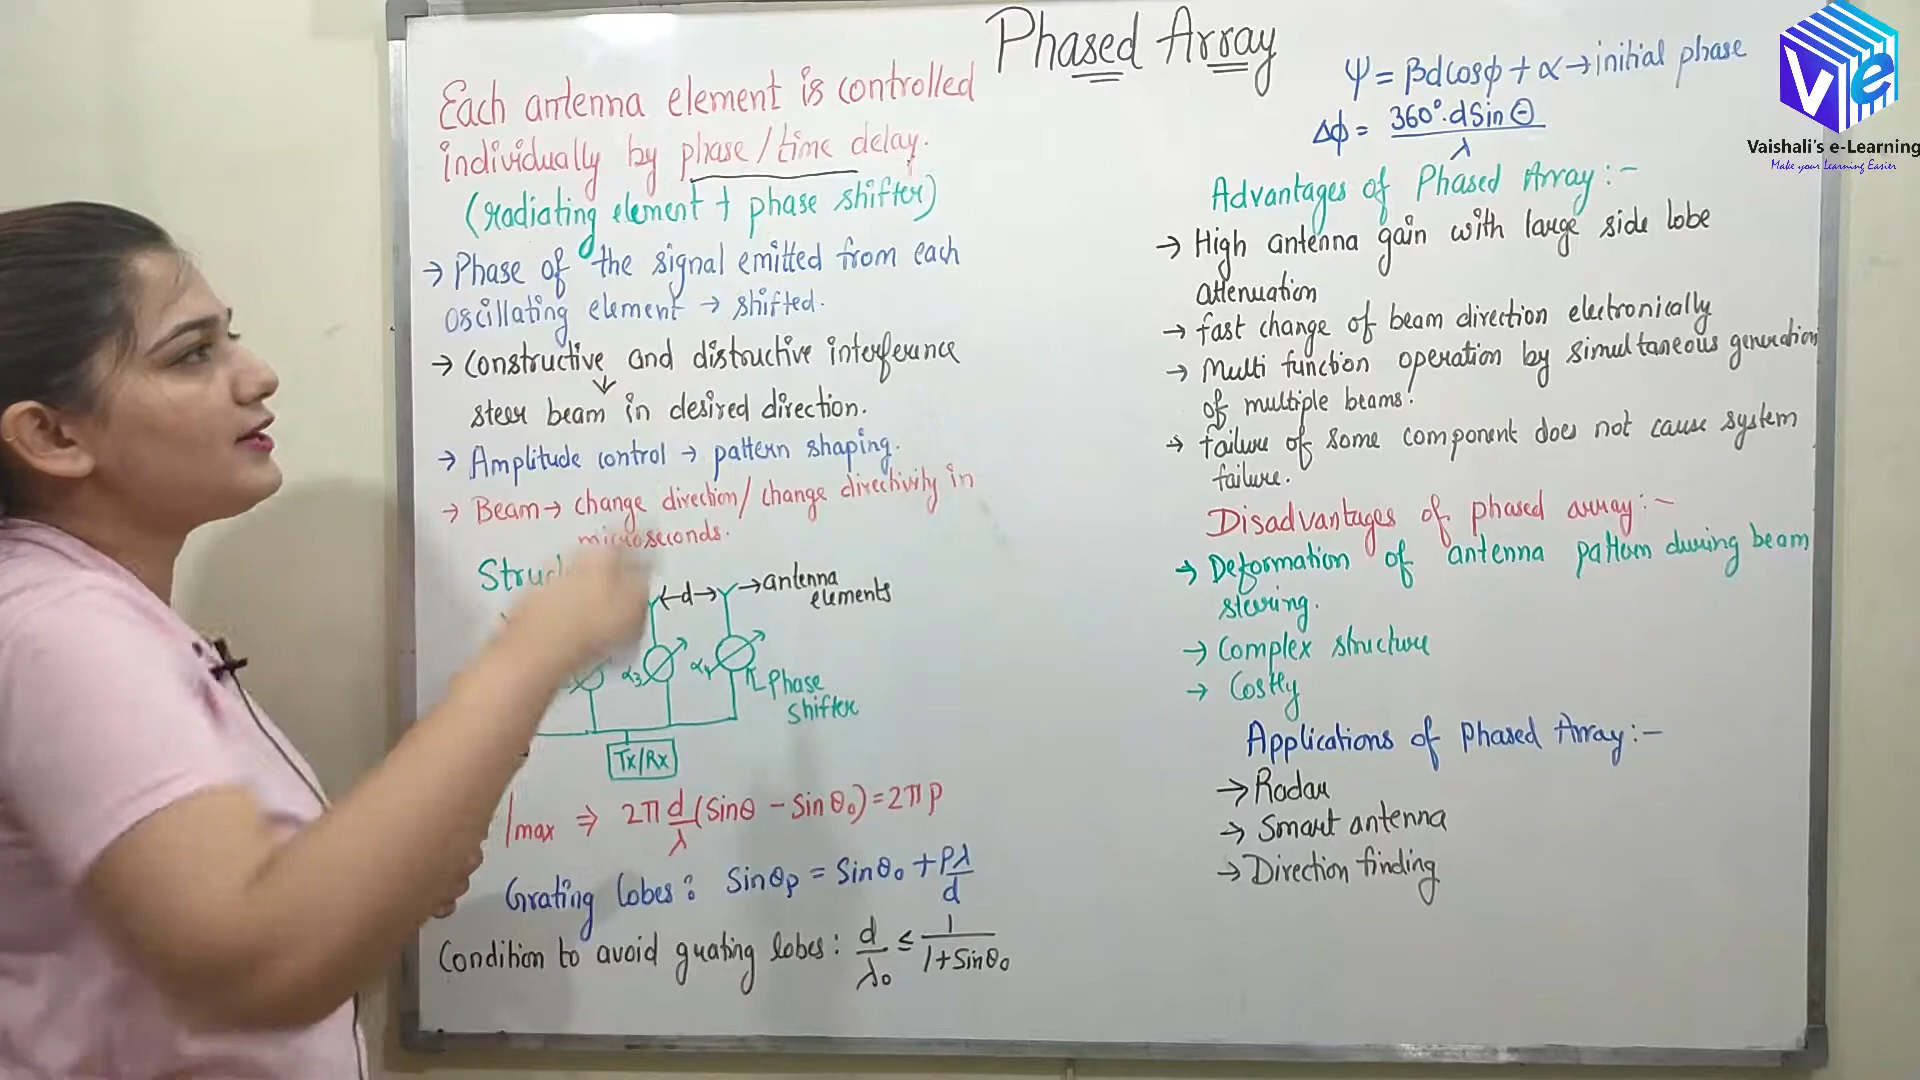 Phased Array
Each antenna element is controlled
individually by phase/time delay.
(radiating element + phase shifter)
→ Phase of the signal emitted from each
oscillating element → shifted.
→ Constructive and distructive interference
↓
steer beam in desired direction.
→ Amplitude control → pattern shaping.
→ Beam → change direction/change directivity in
microseconds.
←d→ → antenna
elements
α3 α4
Phase
shifter
Tx/Rx
max ⇒ 2π d/λ (Sinθ - Sinθ₀) = 2πp
Grating lobes : Sinθp = Sinθ₀ + Pλ/d
Condition to avoid grating lobes : d/λ₀ ≤ 1/(1+Sinθ₀)
Ψ = βdcosϕ + α → initial phase
Δϕ = 360°.dSinΘ/λ
Advantages of Phased Array :-
→ High antenna gain with large side lobe
attenuation
→ fast change of beam direction electronically
→ Multi function operation by simultaneous generation
of multiple beams.
→ failure of some component does not cause system
failure.
Disadvantages of phased array :-
→ Deformation of antenna pattern during beam
steering.
→ Complex structure
→ Costly
Applications of Phased Array :-
→ Radar
→ Smart antenna
→ Direction finding
Ve
Vaishali's e-Learning
Make your Learning Easier